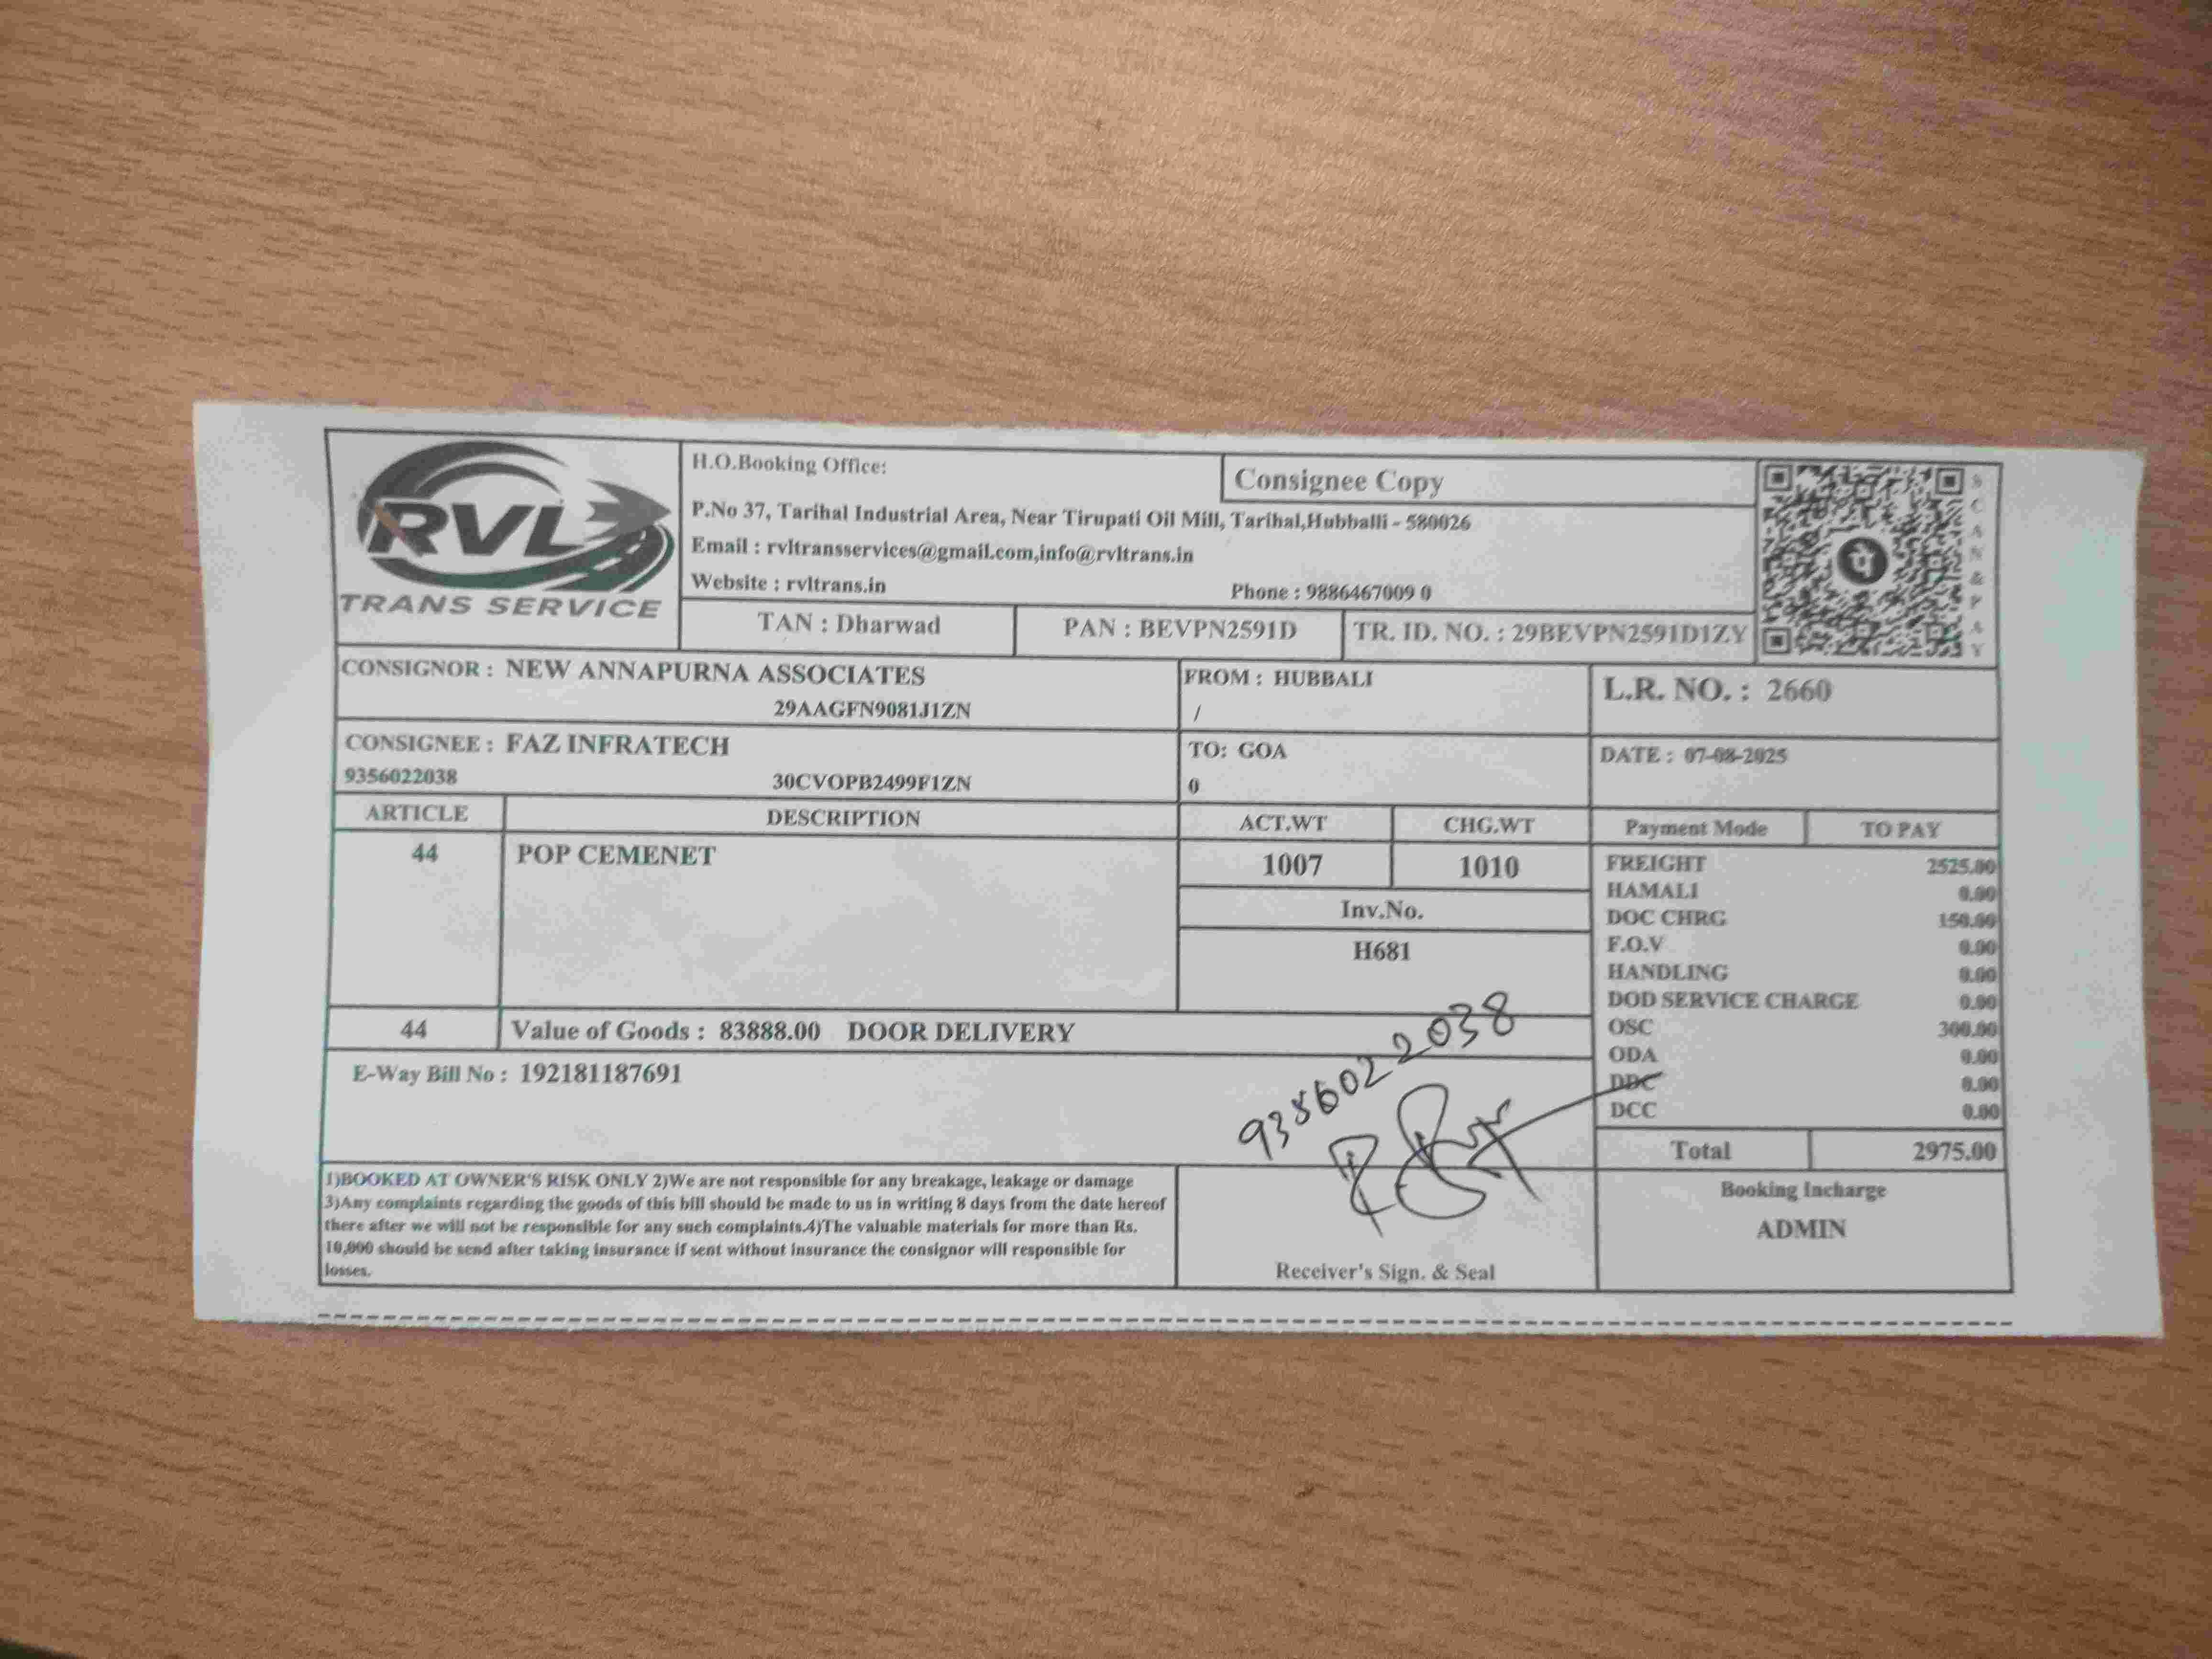 RVL
TRANS SERVICE
H.O.Booking Office:
Consignee Copy
P.No 37, Tarihal Industrial Area, Near Tirupati Oil Mill, Tarihal,Hubballi - 580026
Email : rvltransservices@gmail.com,info@rvltrans.in
Website : rvltrans.in Phone : 9886467009 0
TAN : Dharwad PAN : BEVPN2591D TR. ID. NO. : 29BEVPN2591D1ZY
SCAN & PAY
CONSIGNOR : NEW ANNAPURNA ASSOCIATES
29AAGFN9081J1ZN
FROM : HUBBALI
/
L.R. NO. : 2660
CONSIGNEE : FAZ INFRATECH
9356022038 30CVOPB2499F1ZN
TO: GOA
0
DATE : 07-08-2025
ARTICLE DESCRIPTION ACT.WT CHG.WT Payment Mode TO PAY
44 POP CEMENET 1007 1010
Inv.No.
H681
FREIGHT 2525.00
HAMALI 0.00
DOC CHRG 150.00
F.O.V 0.00
HANDLING 0.00
DOD SERVICE CHARGE 0.00
OSC 300.00
ODA 0.00
DDC 0.00
DCC 0.00
Total 2975.00
44 Value of Goods : 83888.00 DOOR DELIVERY
E-Way Bill No : 192181187691
9356022038
1)BOOKED AT OWNER'S RISK ONLY 2)We are not responsible for any breakage, leakage or damage
3)Any complaints regarding the goods of this bill should be made to us in writing 8 days from the date hereof
there after we will not be responsible for any such complaints.4)The valuable materials for more than Rs.
10,000 should be send after taking insurance if sent without insurance the consignor will responsible for
losses.
Receiver's Sign. & Seal
Booking Incharge
ADMIN